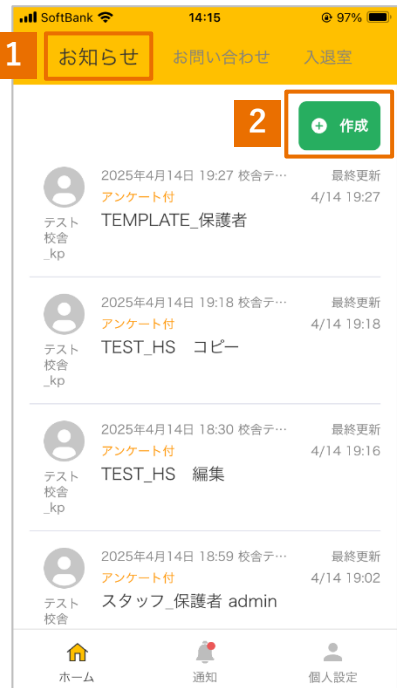 SoftBank 14:15 97%
1 お知らせ お問い合わせ 入退室
2 作成
2025年4月14日 19:27 校舎テ… 最終更新
アンケート付 4/14 19:27
TEMPLATE_保護者
テスト
校舎
_kp
2025年4月14日 19:18 校舎テ… 最終更新
アンケート付 4/14 19:18
TEST_HS　コピー
テスト
校舎
_kp
2025年4月14日 18:30 校舎テ… 最終更新
アンケート付 4/14 19:16
TEST_HS　編集
テスト
校舎
_kp
2025年4月14日 18:59 校舎テ… 最終更新
アンケート付 4/14 19:02
スタッフ_保護者 admin
テスト
校舎
ホーム 通知 個人設定